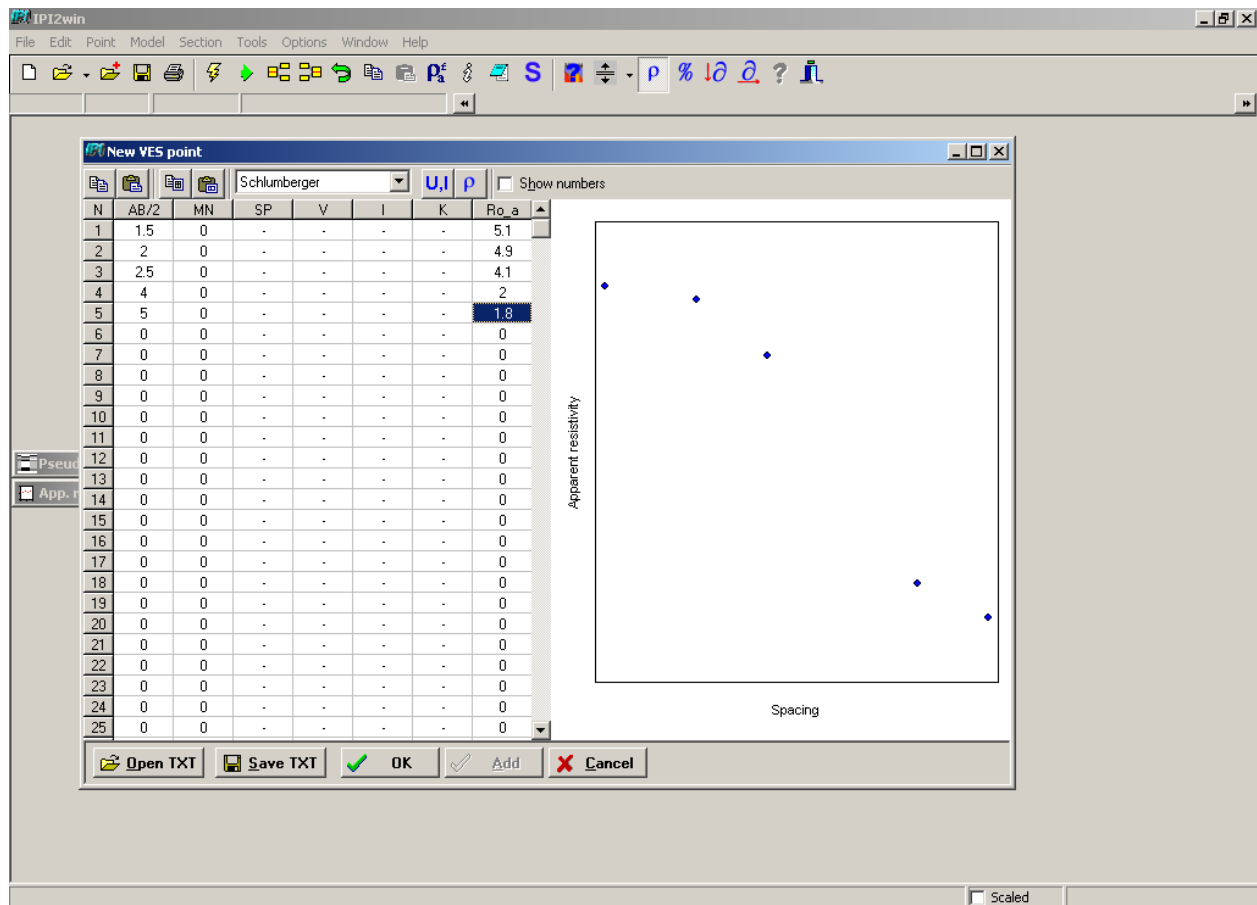 IPI2win
File Edit Point Model Section Tools Options Window Help
New VES point
Schlumberger U,I ρ Show numbers
N AB/2 MN SP V I K Ro_a
1 1.5 0 - - - - 5.1
2 2 0 - - - - 4.9
3 2.5 0 - - - - 4.1
4 4 0 - - - - 2
5 5 0 - - - - 1.8
6 0 0 - - - - 0
7 0 0 - - - - 0
8 0 0 - - - - 0
9 0 0 - - - - 0
10 0 0 - - - - 0
11 0 0 - - - - 0
12 0 0 - - - - 0
13 0 0 - - - - 0
14 0 0 - - - - 0
15 0 0 - - - - 0
16 0 0 - - - - 0
17 0 0 - - - - 0
18 0 0 - - - - 0
19 0 0 - - - - 0
20 0 0 - - - - 0
21 0 0 - - - - 0
22 0 0 - - - - 0
23 0 0 - - - - 0
24 0 0 - - - - 0
25 0 0 - - - - 0
Apparent resistivity
Spacing
Pseud
App. r
Open TXT Save TXT OK Add Cancel
Scaled